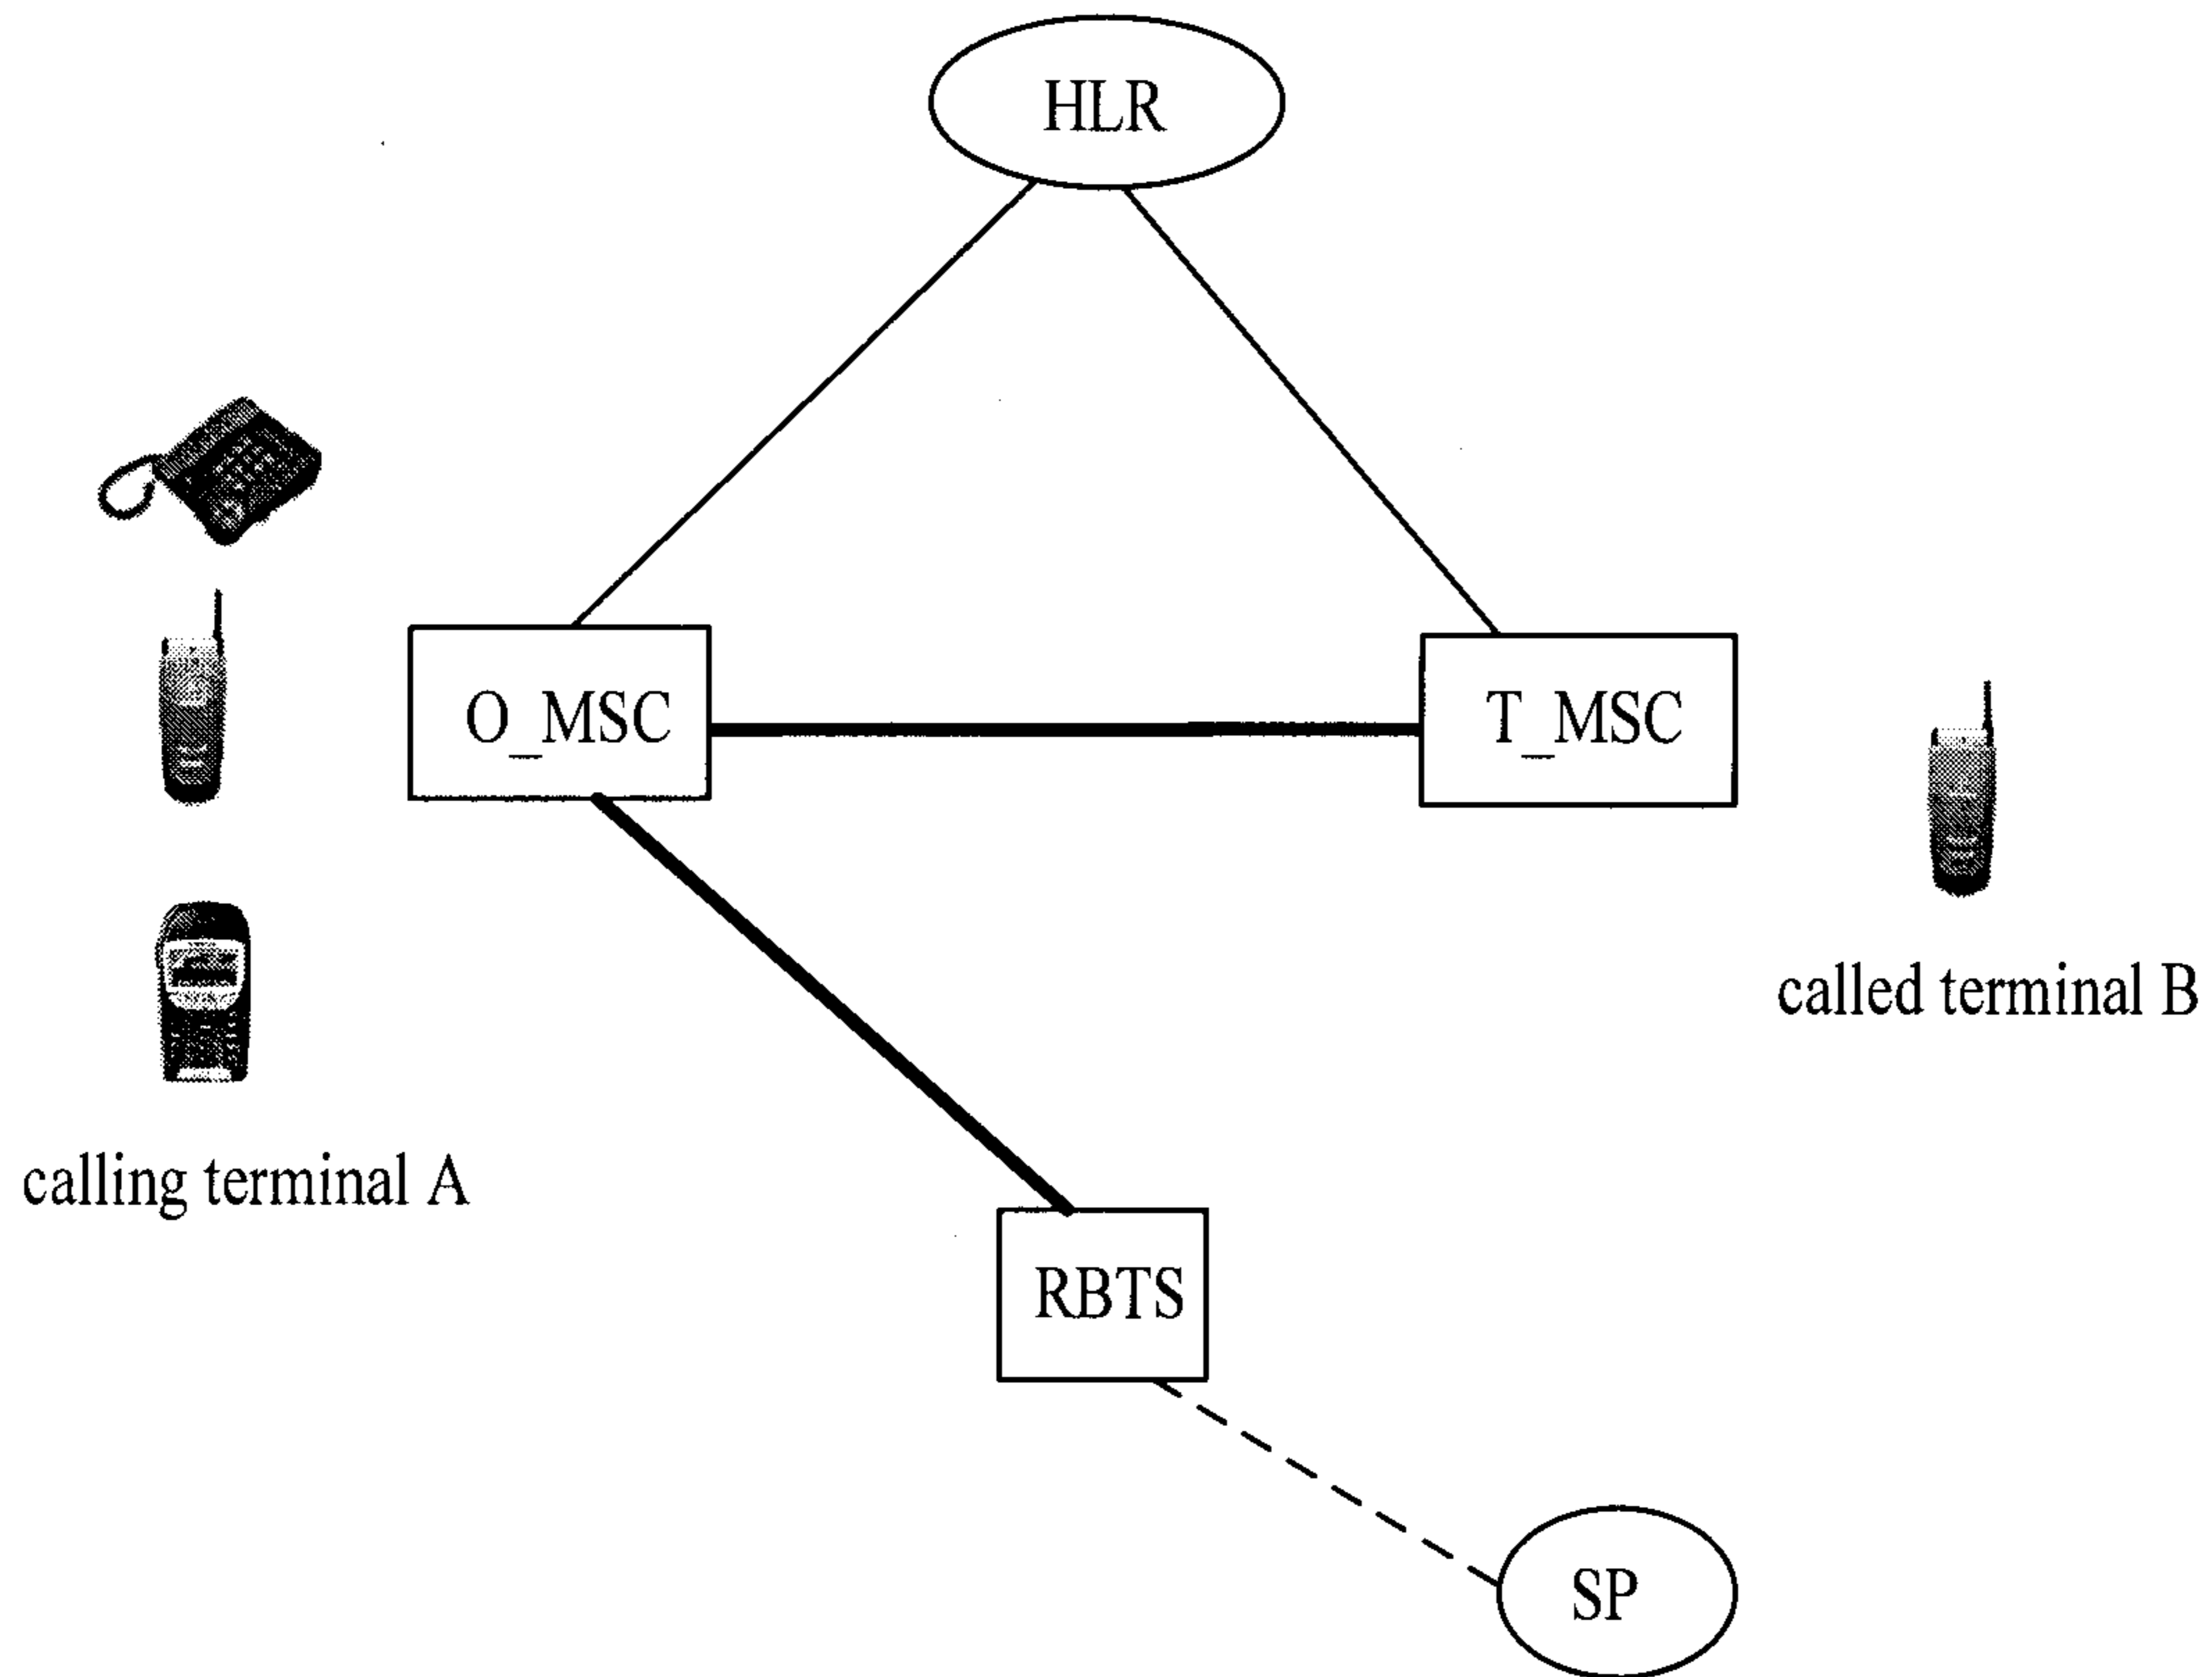 HLR
O_MSC
T_MSC
called terminal B
calling terminal A
RBTS
SP